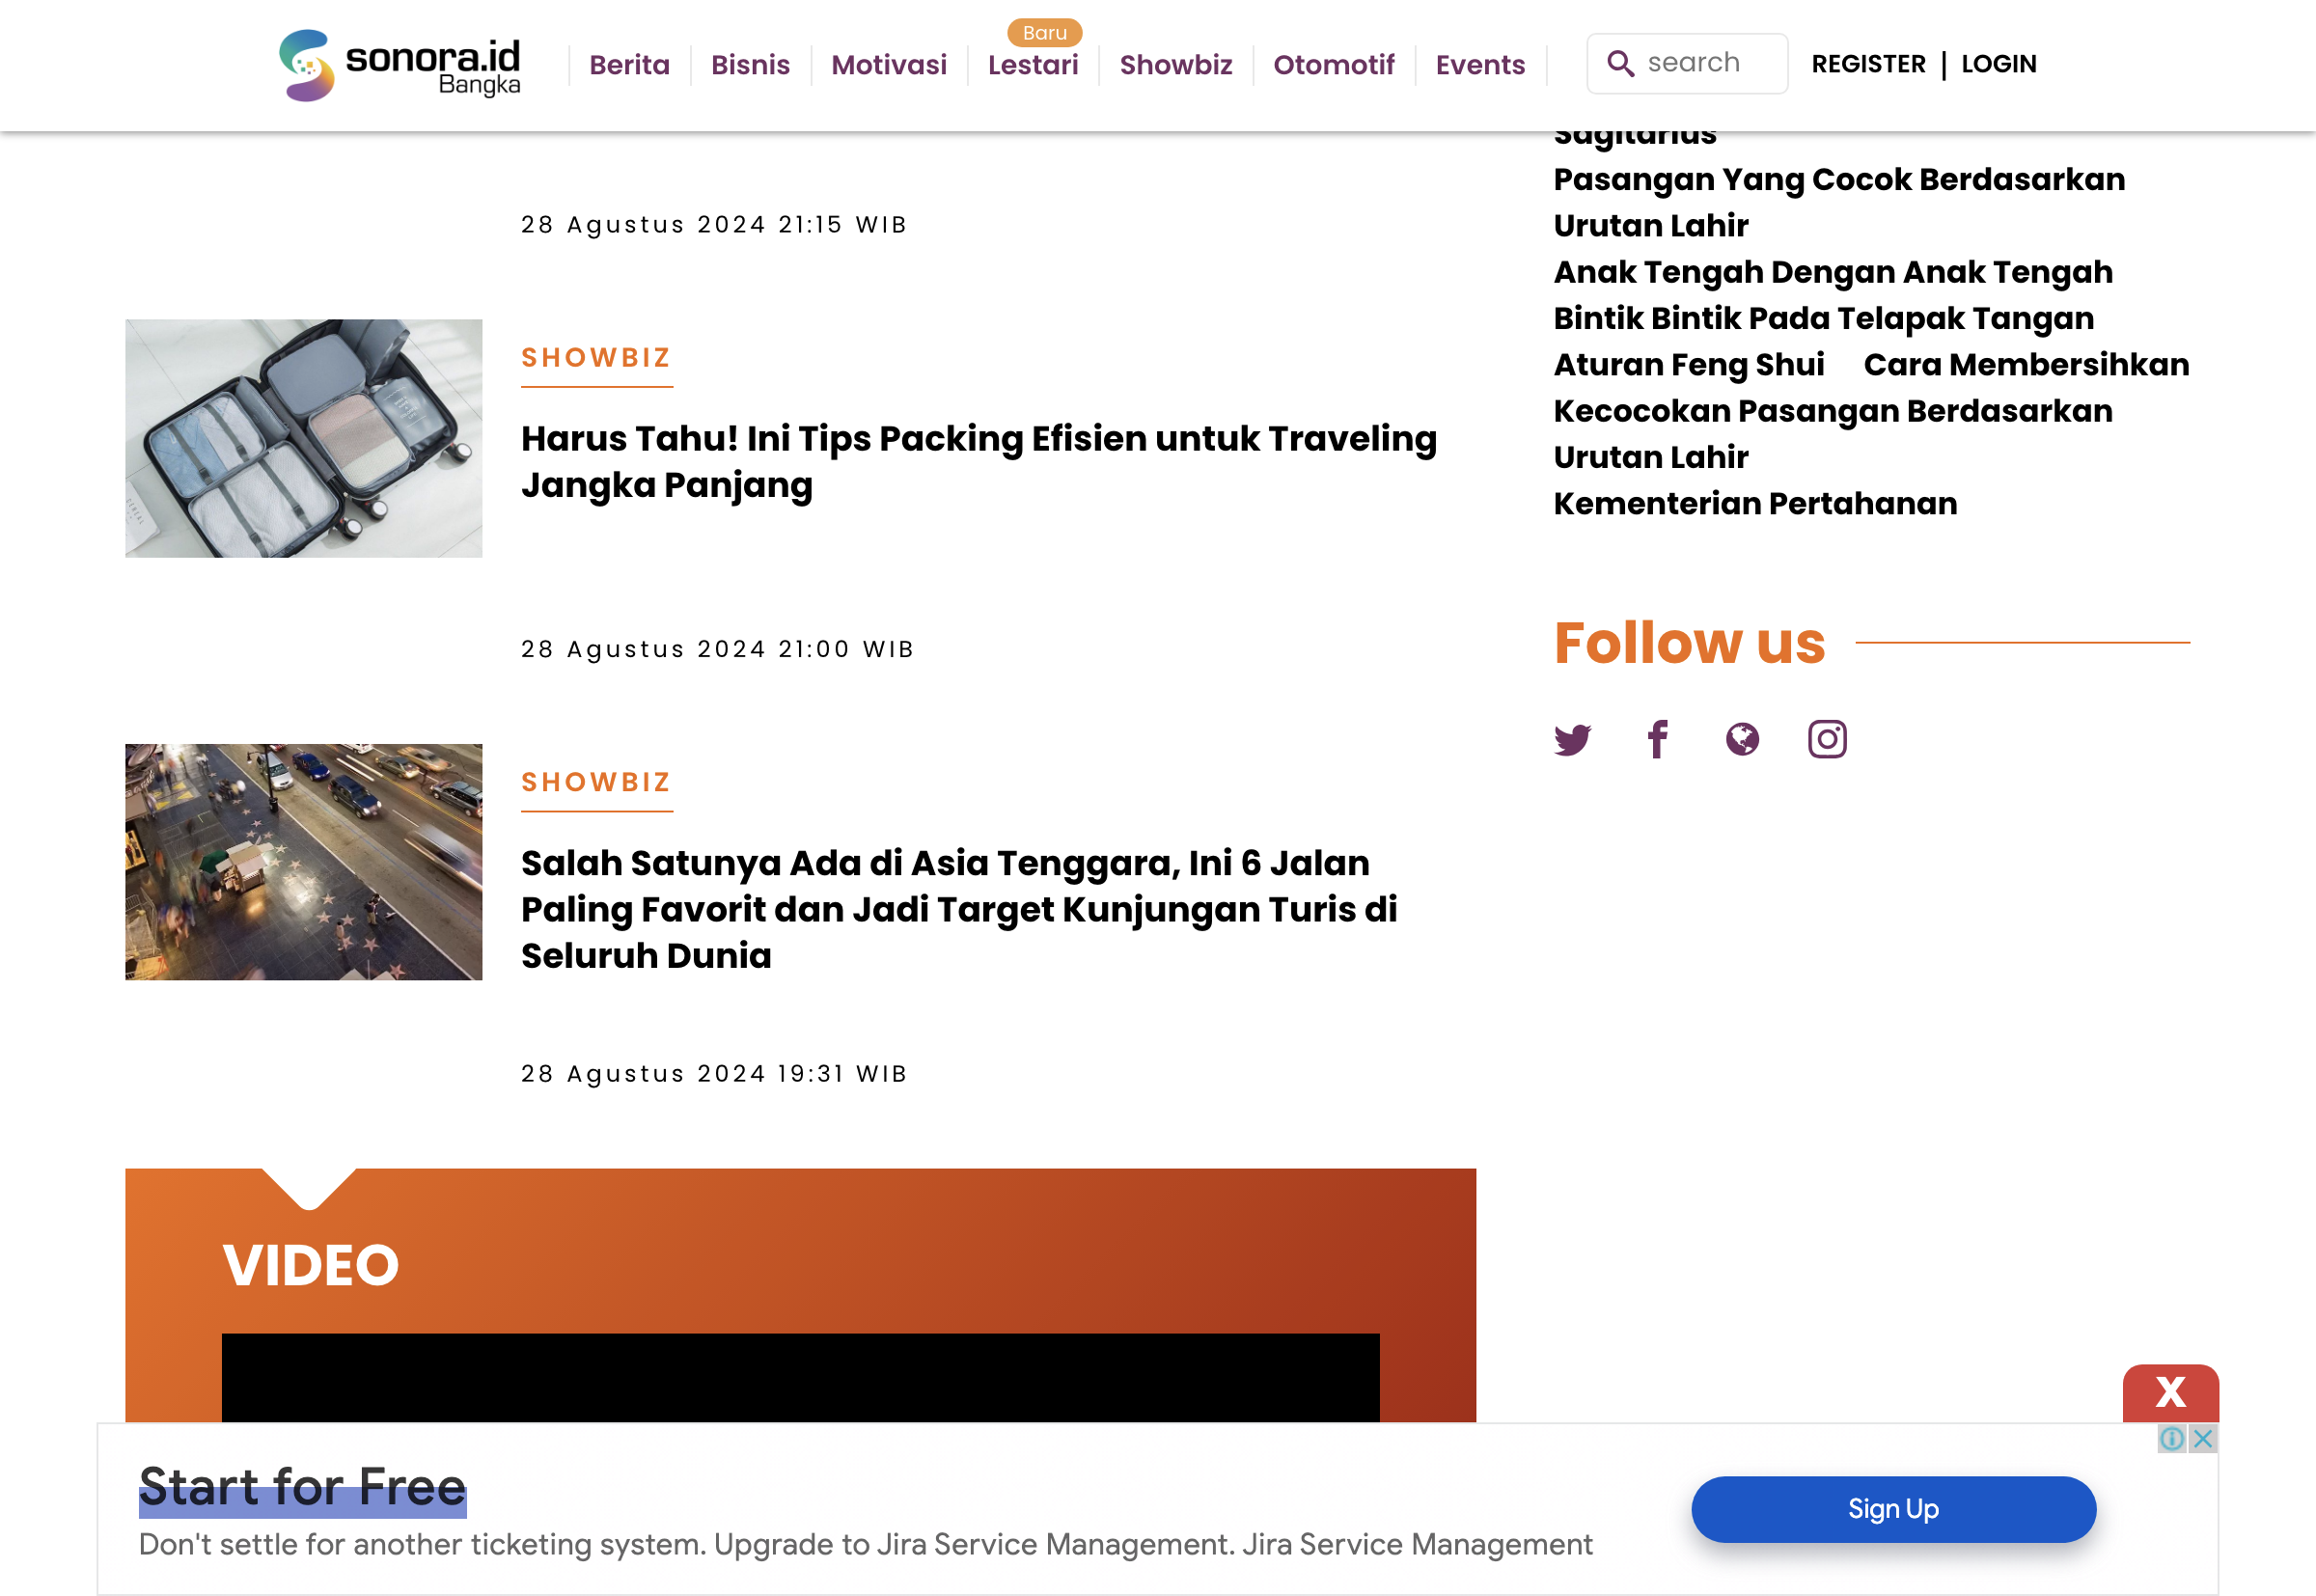 sonora.id
Bangka
Berita
Bisnis
Motivasi
Baru
Lestari
Showbiz
Otomotif
Events
search
REGISTER | LOGIN
28 Agustus 2024 21:15 WIB
SHOWBIZ
Harus Tahu! Ini Tips Packing Efisien untuk Traveling
Jangka Panjang
28 Agustus 2024 21:00 WIB
SHOWBIZ
Salah Satunya Ada di Asia Tenggara, Ini 6 Jalan
Paling Favorit dan Jadi Target Kunjungan Turis di
Seluruh Dunia
28 Agustus 2024 19:31 WIB
VIDEO
Sagitarius
Pasangan Yang Cocok Berdasarkan
Urutan Lahir
Anak Tengah Dengan Anak Tengah
Bintik Bintik Pada Telapak Tangan
Aturan Feng Shui Cara Membersihkan
Kecocokan Pasangan Berdasarkan
Urutan Lahir
Kementerian Pertahanan
Follow us
X
Start for Free
Don't settle for another ticketing system. Upgrade to Jira Service Management. Jira Service Management
Sign Up